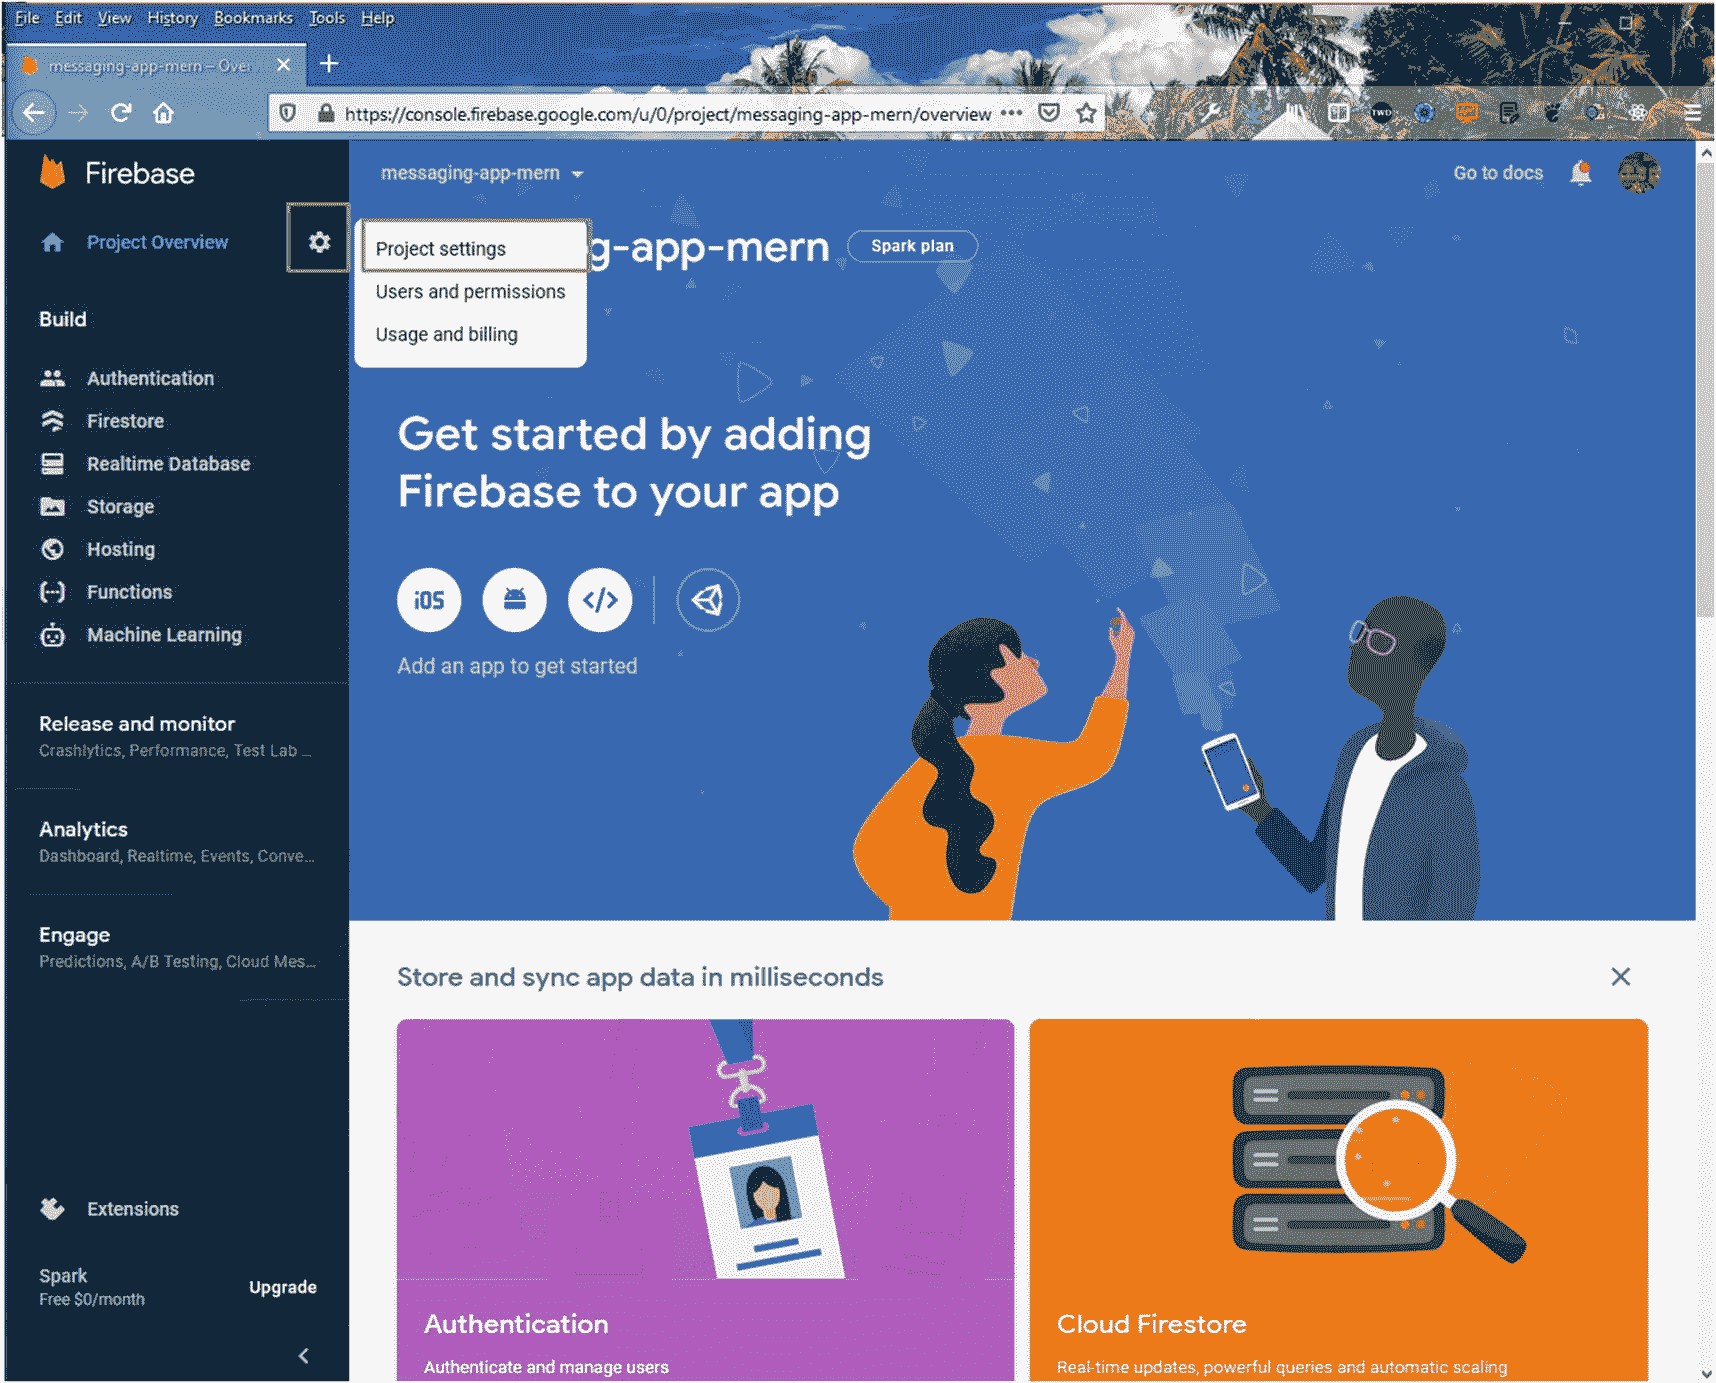 File Edit View History Bookmarks Tools Help
messaging-app-mern – Over
https://console.firebase.google.com/u/0/project/messaging-app-mern/overview
TWD
Firebase
messaging-app-mern
Go to docs
Project Overview
Project settings
g-app-mern
Spark plan
Users and permissions
Usage and billing
Build
Authentication
Firestore
Realtime Database
Storage
Hosting
Functions
Machine Learning
Get started by adding
Firebase to your app
iOS
Add an app to get started
Release and monitor
Crashlytics, Performance, Test Lab ...
Analytics
Dashboard, Realtime, Events, Conve...
Engage
Predictions, A/B Testing, Cloud Mes...
Extensions
Spark
Free $0/month
Upgrade
Store and sync app data in milliseconds
Authentication
Authenticate and manage users
Cloud Firestore
Real-time updates, powerful queries and automatic scaling